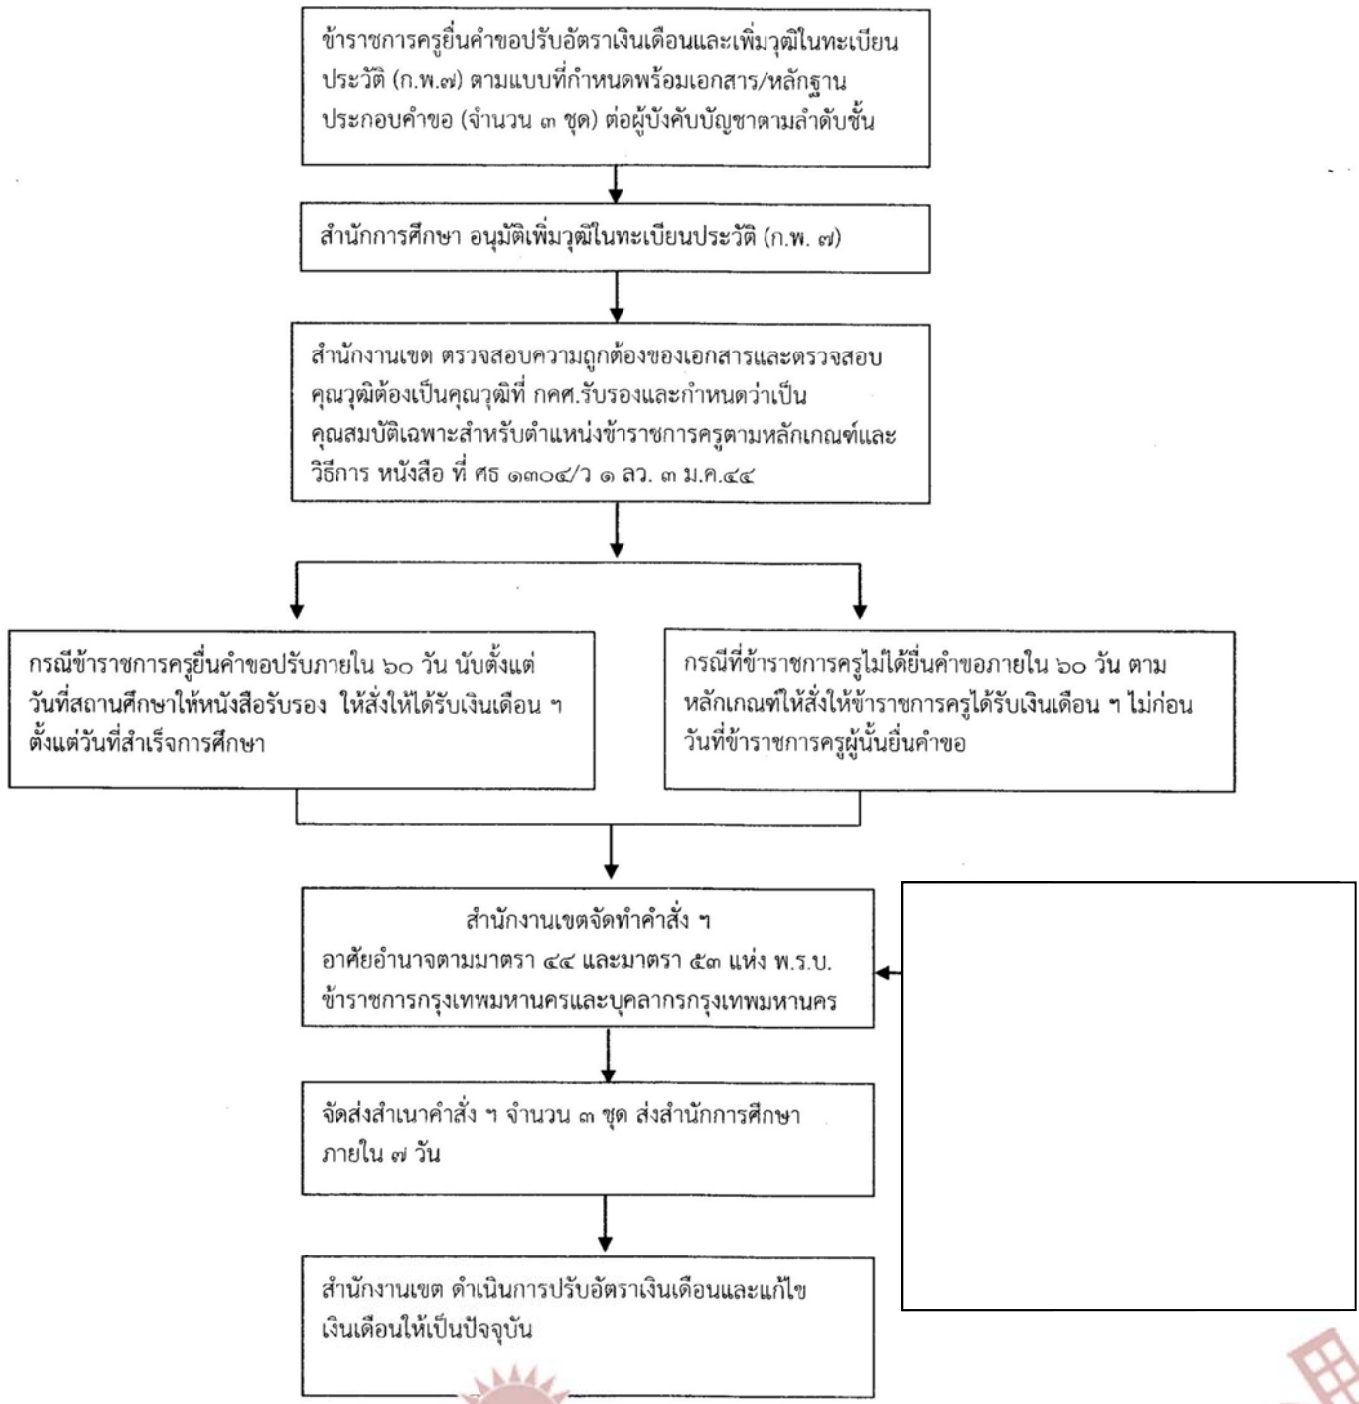 ข้าราชการครูยื่นคำขอปรับอัตราเงินเดือนและเพิ่มวุฒิในทะเบียน
ประวัติ (ก.พ.๗) ตามแบบที่กำหนดพร้อมเอกสาร/หลักฐาน
ประกอบคำขอ (จำนวน ๓ ชุด) ต่อผู้บังคับบัญชาตามลำดับชั้น
สำนักการศึกษา อนุมัติเพิ่มวุฒิในทะเบียนประวัติ (ก.พ. ๗)
สำนักงานเขต ตรวจสอบความถูกต้องของเอกสารและตรวจสอบ
คุณวุฒิต้องเป็นคุณวุฒิที่ กคศ.รับรองและกำหนดว่าเป็น
คุณสมบัติเฉพาะสำหรับตำแหน่งข้าราชการครูตามหลักเกณฑ์และ
วิธีการ หนังสือ ที่ ศธ ๑๓๐๔/ว ๑ ลว. ๓ ม.ค.๔๔
กรณีข้าราชการครูยื่นคำขอปรับภายใน ๖๐ วัน นับตั้งแต่
วันที่สถานศึกษาให้หนังสือรับรอง ให้สั่งให้ได้รับเงินเดือน ฯ
ตั้งแต่วันที่สำเร็จการศึกษา
กรณีที่ข้าราชการครูไม่ได้ยื่นคำขอภายใน ๖๐ วัน ตาม
หลักเกณฑ์ให้สั่งให้ข้าราชการครูได้รับเงินเดือน ฯ ไม่ก่อน
วันที่ข้าราชการครูผู้นั้นยื่นคำขอ
สำนักงานเขตจัดทำคำสั่ง ฯ
อาศัยอำนาจตามมาตรา ๔๔ และมาตรา ๕๓ แห่ง พ.ร.บ.
ข้าราชการกรุงเทพมหานครและบุคลากรกรุงเทพมหานคร
จัดส่งสำเนาคำสั่ง ฯ จำนวน ๓ ชุด ส่งสำนักการศึกษา
ภายใน ๗ วัน
สำนักงานเขต ดำเนินการปรับอัตราเงินเดือนและแก้ไข
เงินเดือนให้เป็นปัจจุบัน